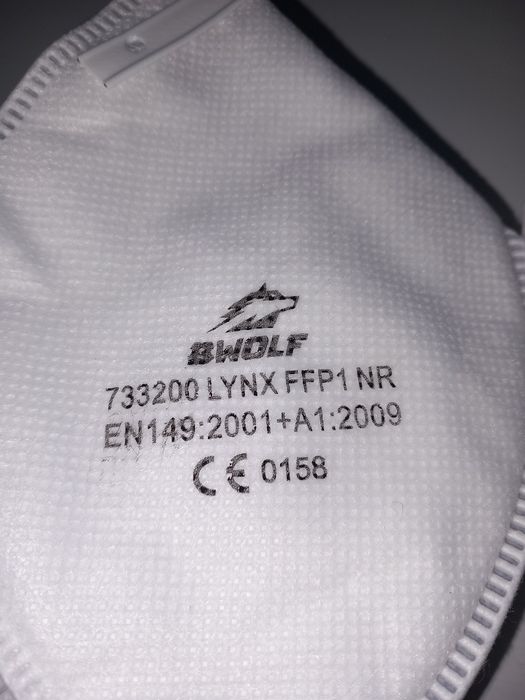 BWOLF
733200 LYNX FFP1 NR
EN149:2001+A1:2009
CE 0158